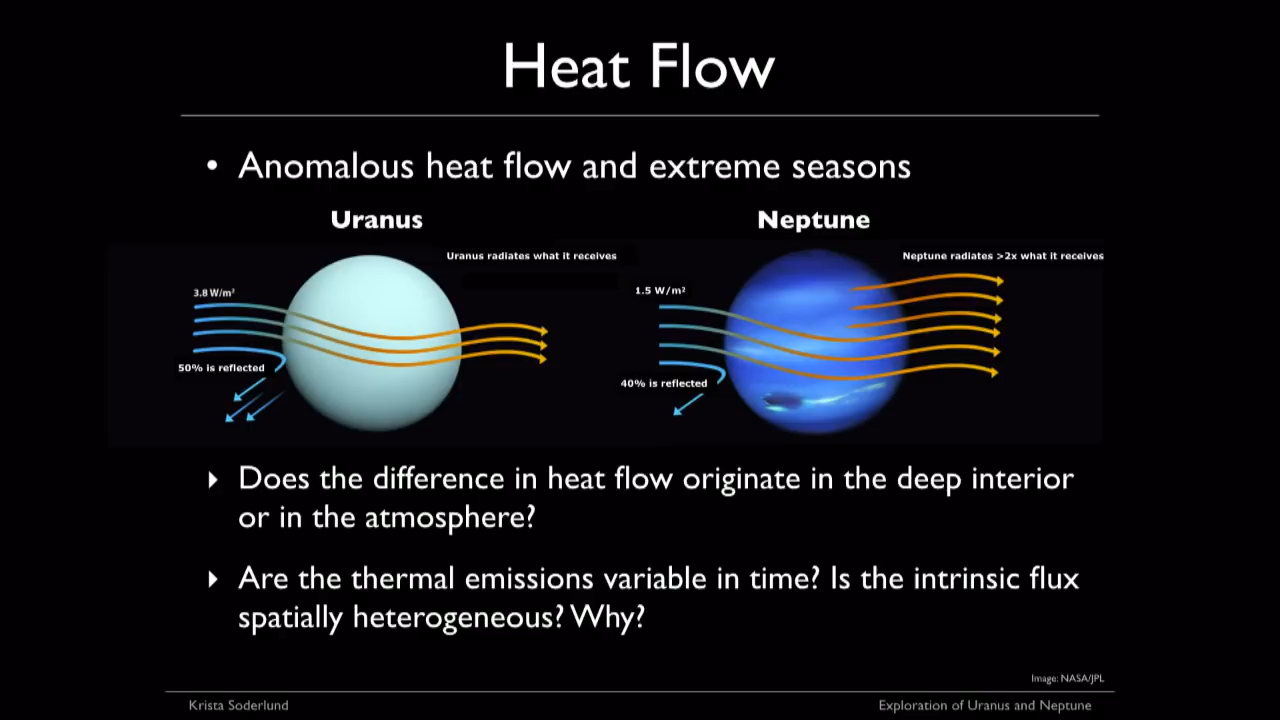 Heat Flow
• Anomalous heat flow and extreme seasons
Uranus
Neptune
Uranus radiates what it receives
Neptune radiates >2x what it receives
3.8 W/m²
1.5 W/m²
50% is reflected
40% is reflected
Does the difference in heat flow originate in the deep interior
or in the atmosphere?
Are the thermal emissions variable in time? Is the intrinsic flux
spatially heterogeneous? Why?
Image: NASA/JPL
Krista Soderlund
Exploration of Uranus and Neptune